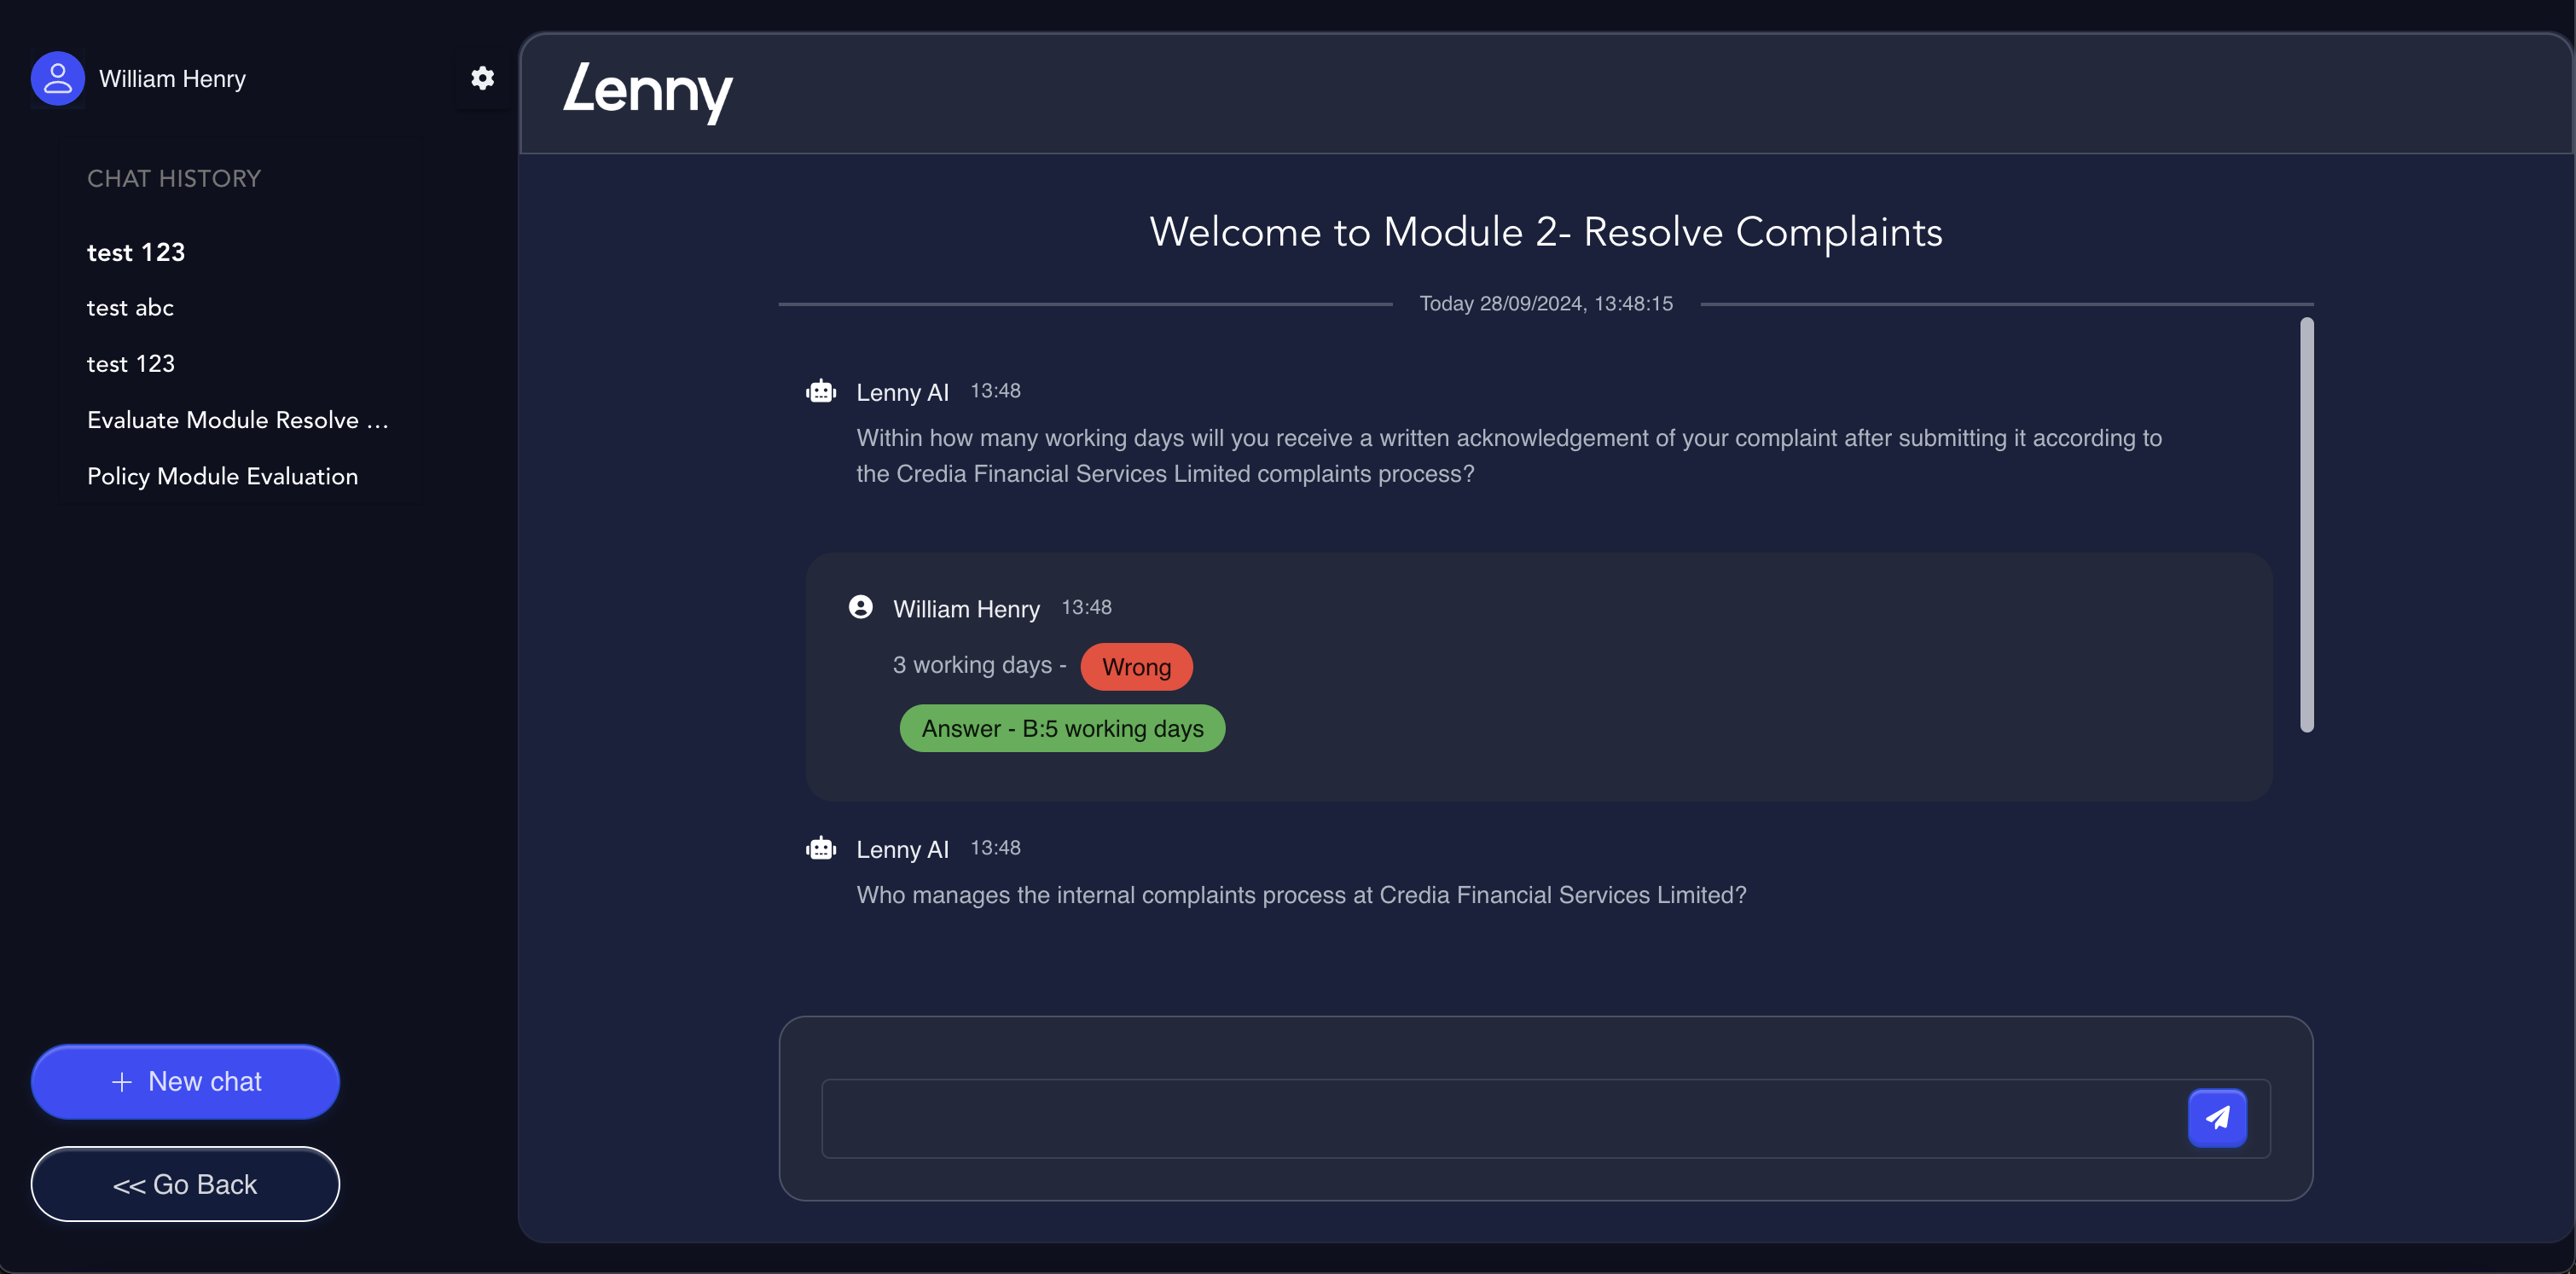 William Henry
CHAT HISTORY
test 123
test abc
test 123
Evaluate Module Resolve ...
Policy Module Evaluation
+ New chat
<< Go Back
Lenny
Welcome to Module 2- Resolve Complaints
Today 28/09/2024, 13:48:15
Lenny AI 13:48
Within how many working days will you receive a written acknowledgement of your complaint after submitting it according to
the Credia Financial Services Limited complaints process?
William Henry 13:48
3 working days - Wrong
Answer - B:5 working days
Lenny AI 13:48
Who manages the internal complaints process at Credia Financial Services Limited?